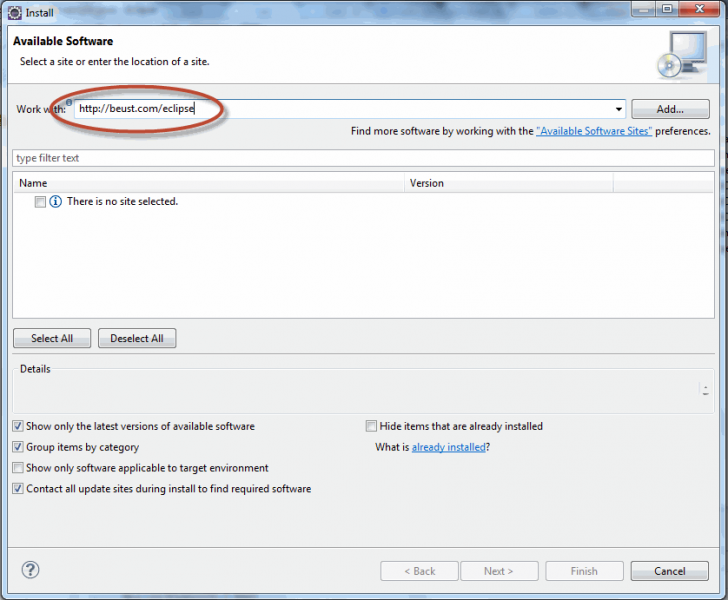 Install
Available Software
Select a site or enter the location of a site.
Work with: http://beust.com/eclipse Add...
Find more software by working with the "Available Software Sites" preferences.
type filter text
Name Version
There is no site selected.
Select All Deselect All
Details
Show only the latest versions of available software Hide items that are already installed
Group items by category What is already installed?
Show only software applicable to target environment
Contact all update sites during install to find required software
< Back Next > Finish Cancel